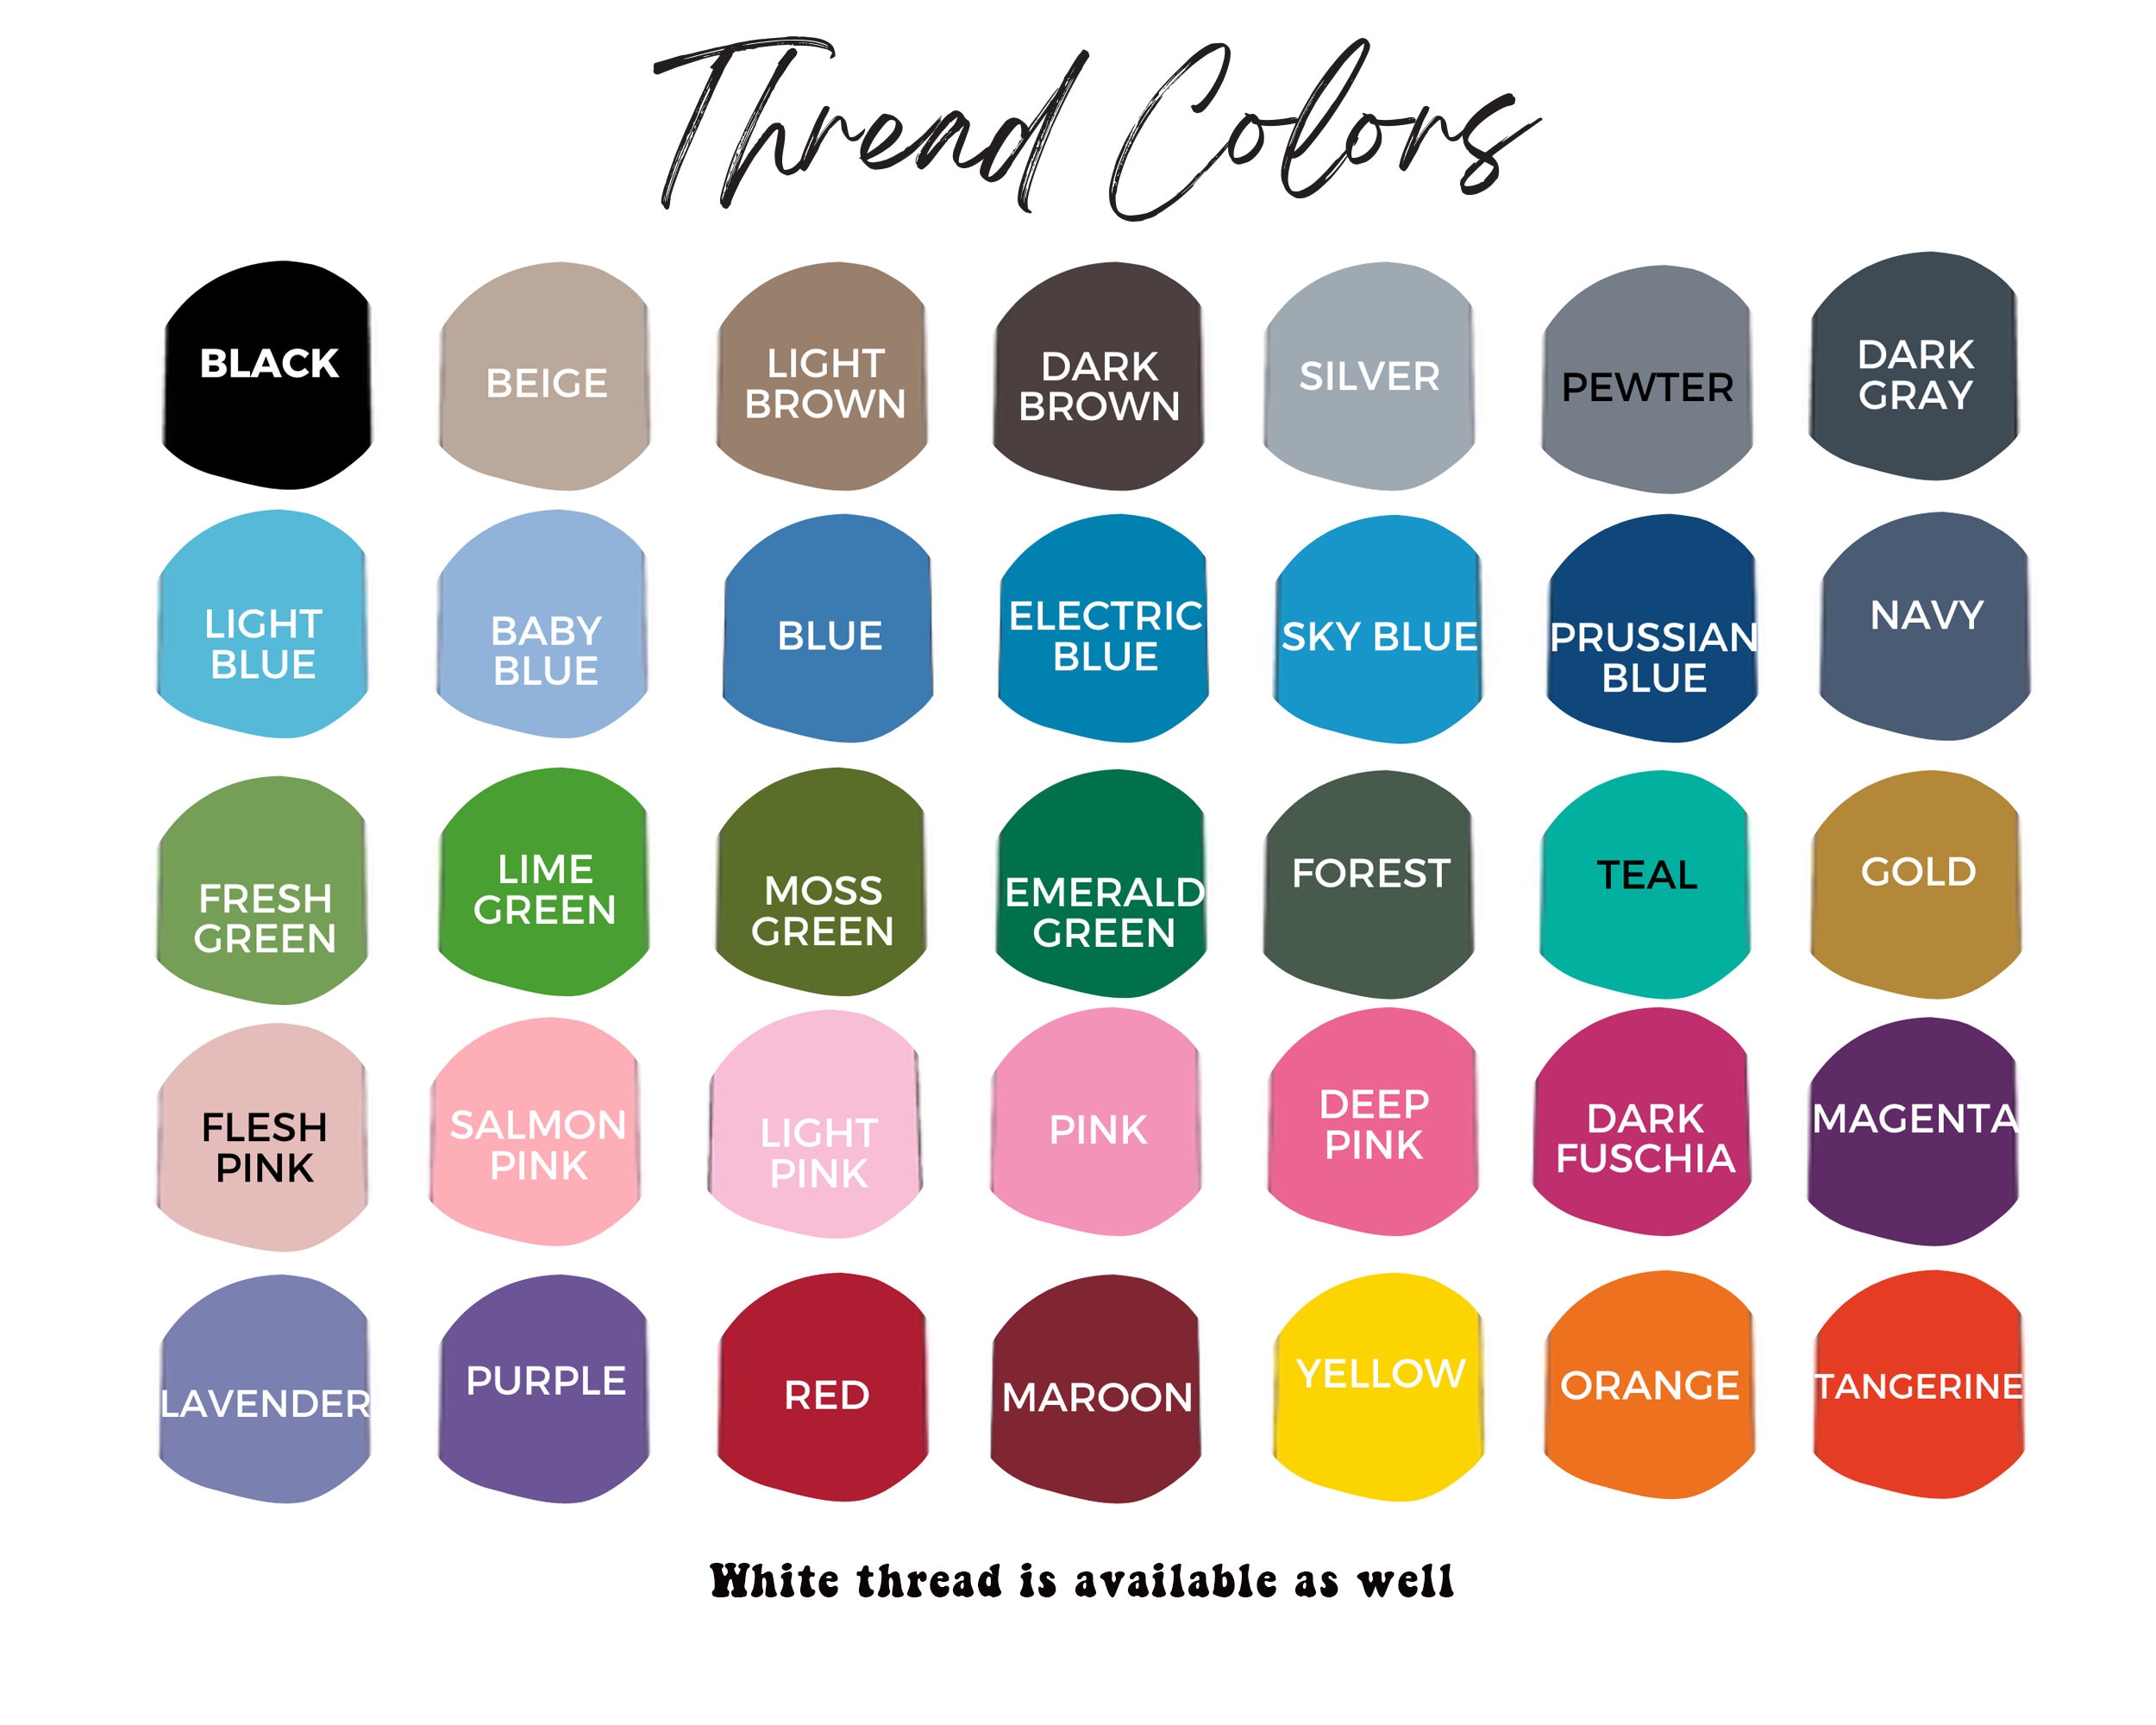 Thread Colors
BLACK
BEIGE
LIGHT
BROWN
DARK
BROWN
SILVER
PEWTER
DARK
GRAY
LIGHT
BLUE
BABY
BLUE
BLUE
ELECTRIC
BLUE
SKY BLUE
PRUSSIAN
BLUE
NAVY
FRESH
GREEN
LIME
GREEN
MOSS
GREEN
EMERALD
GREEN
FOREST
TEAL
GOLD
FLESH
PINK
SALMON
PINK
LIGHT
PINK
PINK
DEEP
PINK
DARK
FUSCHIA
MAGENTA
LAVENDER
PURPLE
RED
MAROON
YELLOW
ORANGE
TANGERINE
White thread is available as well